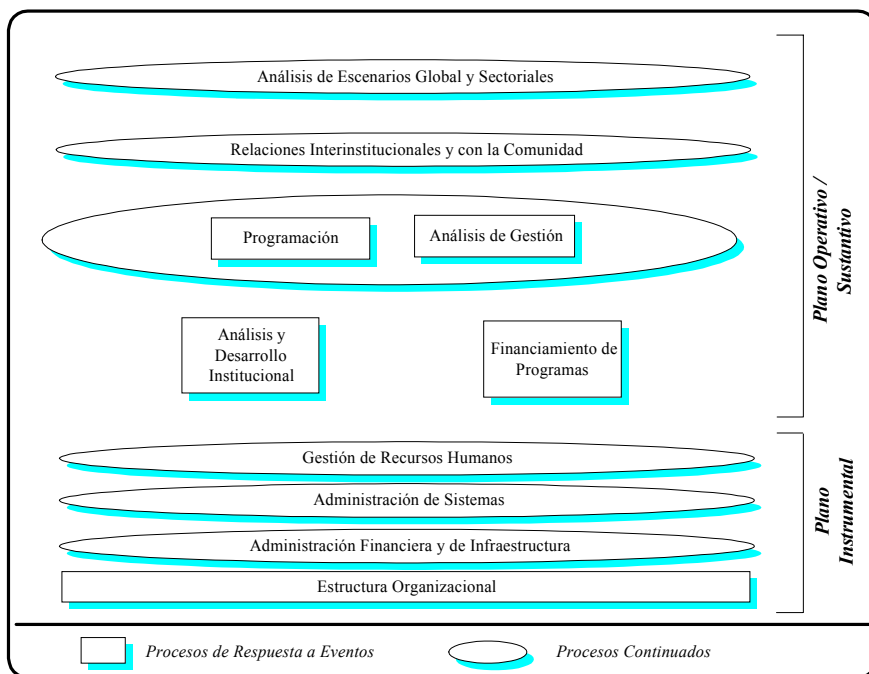 Análisis de Escenarios Global y Sectoriales
Relaciones Interinstitucionales y con la Comunidad
Programación
Análisis de Gestión
Análisis y
Desarrollo
Institucional
Financiamiento de
Programas
Plano Operativo /
Sustantivo
Gestión de Recursos Humanos
Administración de Sistemas
Administración Financiera y de Infraestructura
Estructura Organizacional
Plano
Instrumental
Procesos de Respuesta a Eventos
Procesos Continuados